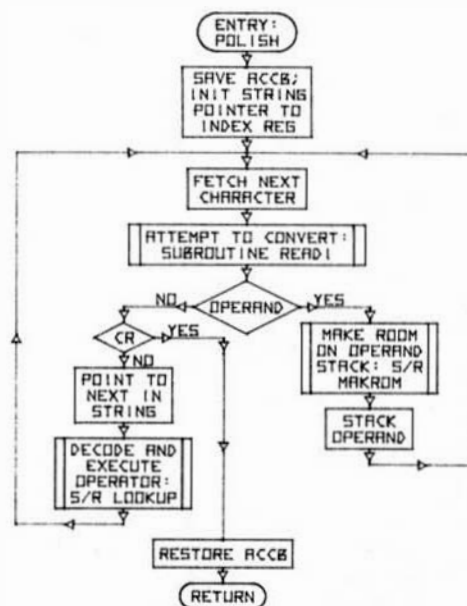 ENTRY:
POLISH
SAVE ACCB;
INIT STRING
POINTER TO
INDEX REG
FETCH NEXT
CHARACTER
ATTEMPT TO CONVERT:
SUBROUTINE READ1
NO
OPERAND
YES
CR
YES
NO
POINT TO
NEXT IN
STRING
DECODE AND
EXECUTE
OPERATOR:
S/R LOOKUP
MAKE ROOM
ON OPERAND
STACK: S/R
MAKROM
STACK
OPERAND
RESTORE ACCB
RETURN